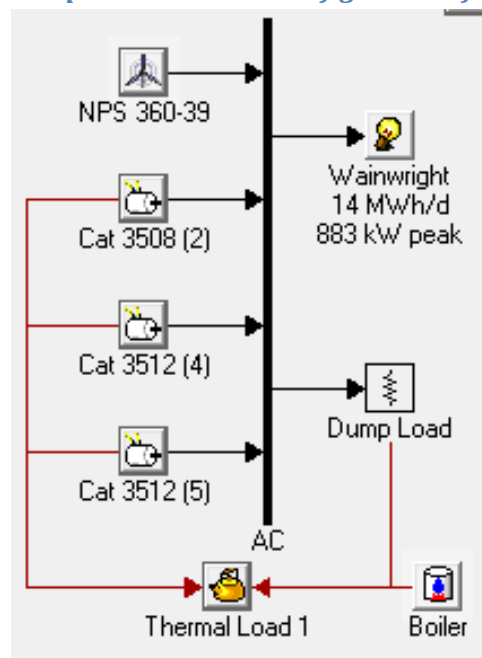 NPS 360-39
Wainwright
14 MWh/d
883 kW peak
Cat 3508 (2)
Cat 3512 (4)
Dump Load
Cat 3512 (5)
AC
Thermal Load 1
Boiler